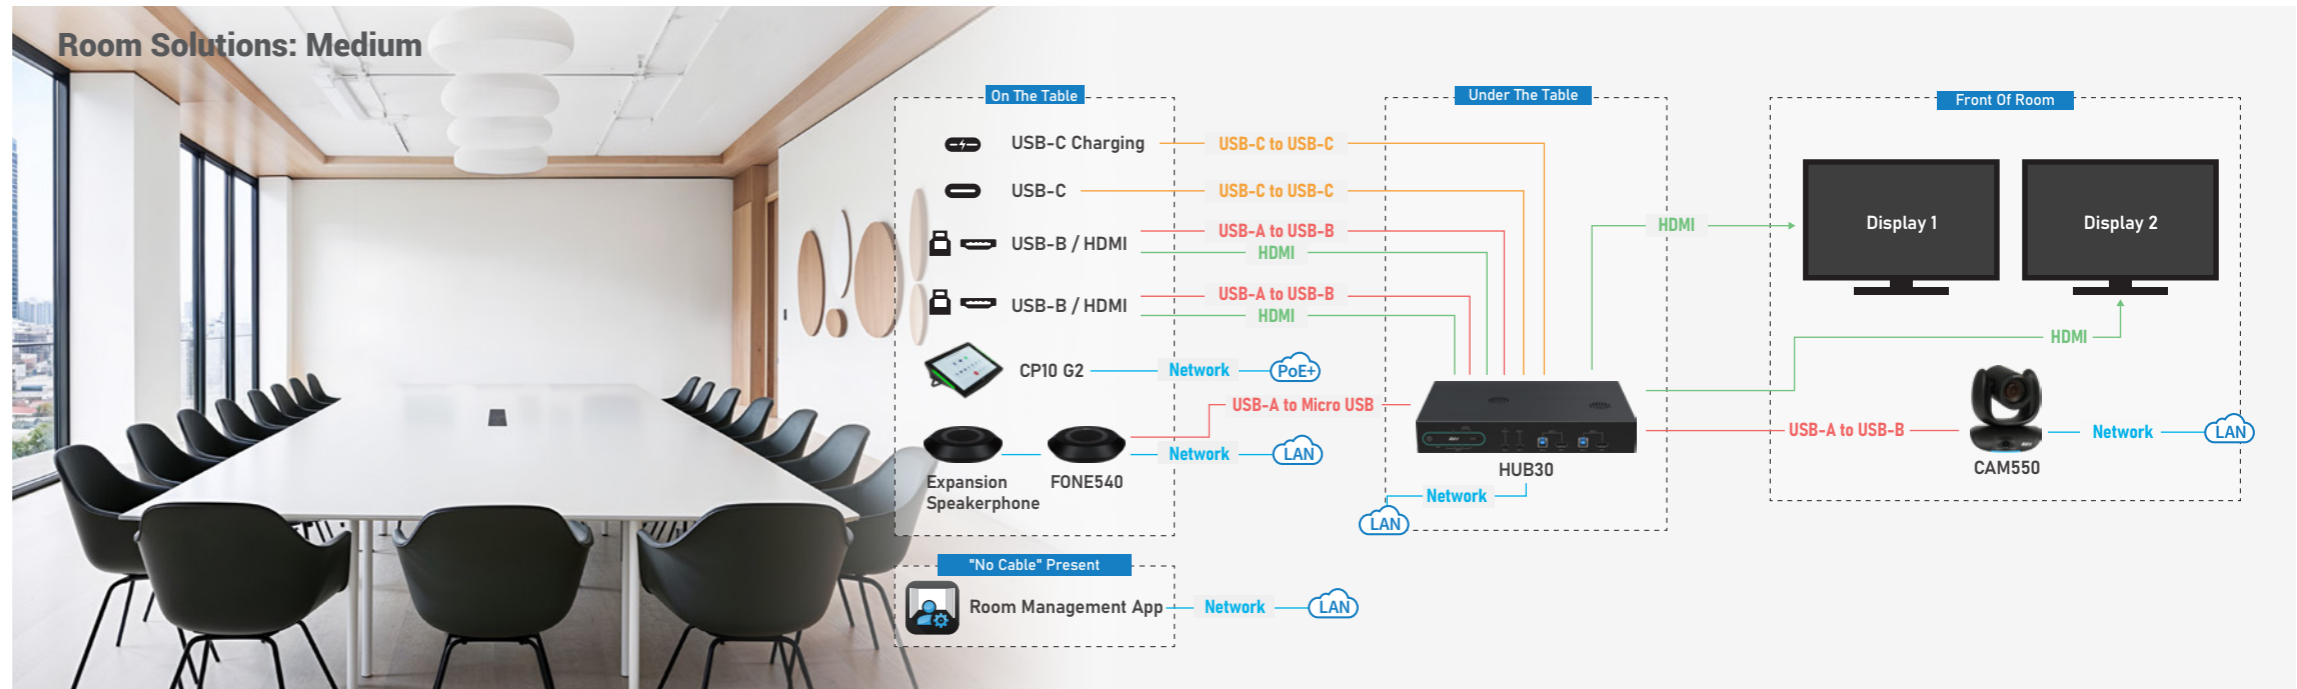 Room Solutions: Medium
On The Table
USB-C Charging
USB-C to USB-C
USB-C
USB-C to USB-C
USB-B / HDMI
USB-A to USB-B
HDMI
USB-B / HDMI
USB-A to USB-B
HDMI
CP10 G2
Network
PoE+
USB-A to Micro USB
Network
LAN
Expansion
Speakerphone
FONE540
"No Cable" Present
Room Management App
Network
LAN
Under The Table
HUB30
Network
LAN
Front Of Room
HDMI
Display 1
Display 2
HDMI
USB-A to USB-B
Network
LAN
CAM550